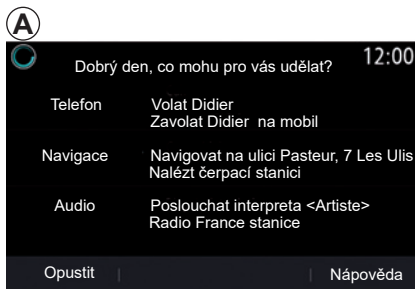 A
Dobrý den, co mohu pro vás udělat? 12:00
Telefon Volat Didier
Zavolat Didier na mobil
Navigace Navigovat na ulici Pasteur, 7 Les Ulis
Nalézt čerpací stanici
Audio Poslouchat interpreta <Artiste>
Radio France stanice
Opustit Nápověda